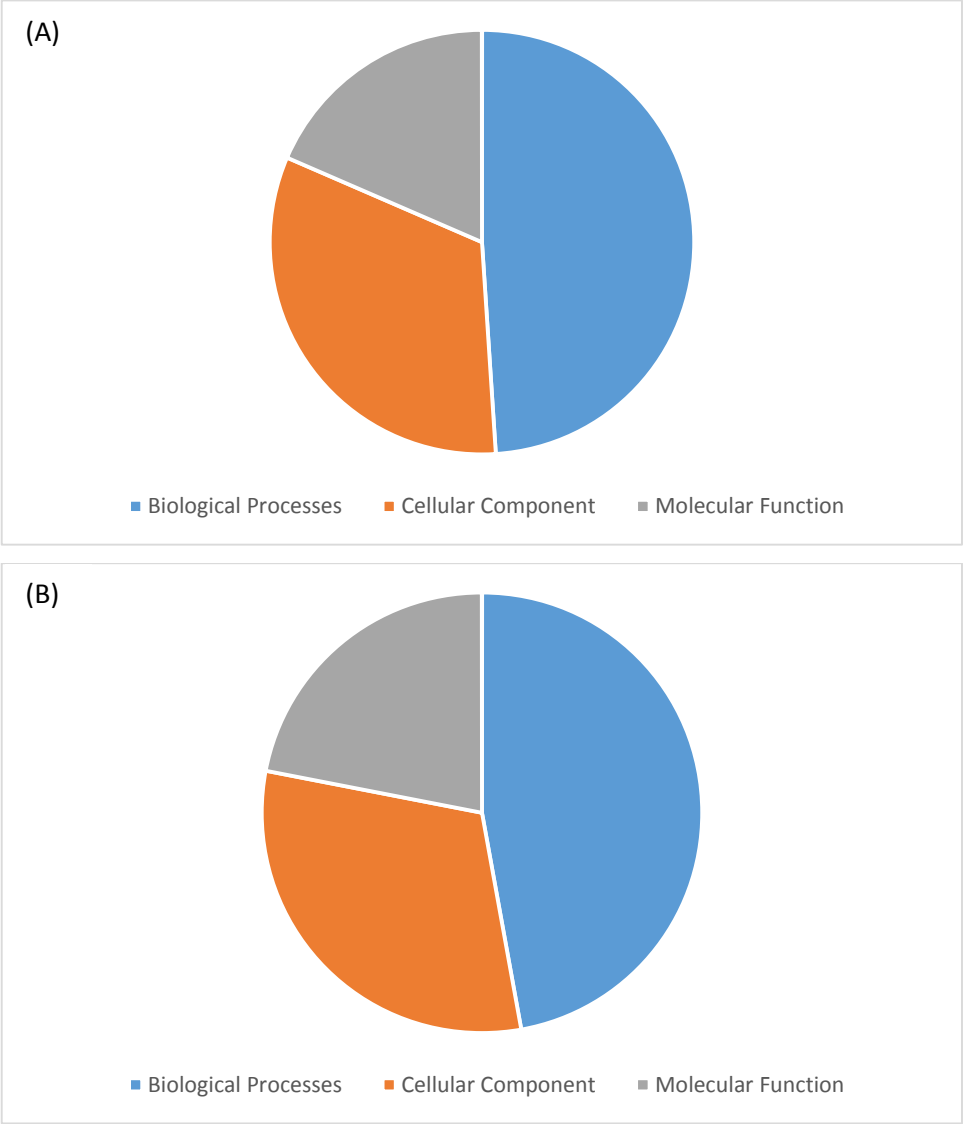 (A)
Biological Processes Cellular Component Molecular Function
(B)
Biological Processes Cellular Component Molecular Function